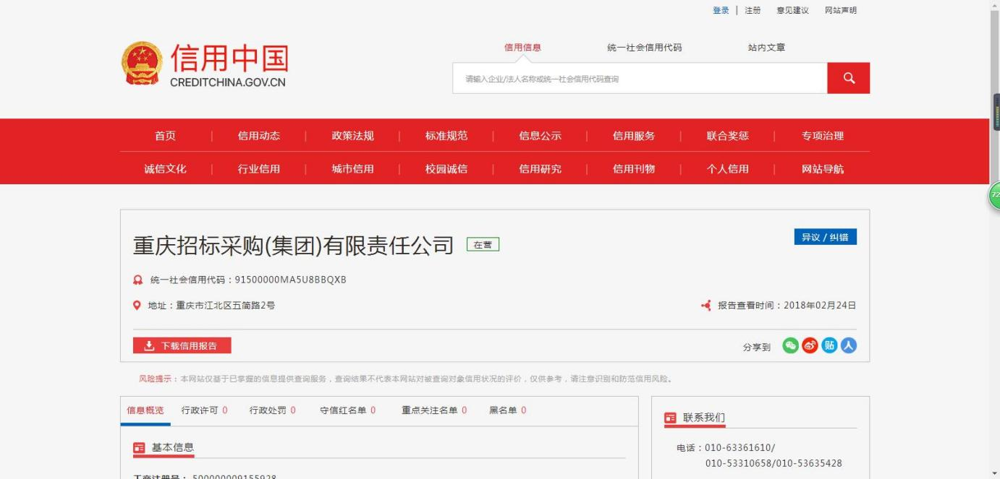 登录 | 注册 意见建议 网站声明
信用中国
CREDITCHINA.GOV.CN
信用信息 统一社会信用代码 站内文章
请输入企业/法人名称或统一社会信用代码查询
首页 | 信用动态 | 政策法规 | 标准规范 | 信息公示 | 信用服务 | 联合奖惩 | 专项治理
诚信文化 | 行业信用 | 城市信用 | 校园诚信 | 信用研究 | 信用刊物 | 个人信用 | 网站导航
72
重庆招标采购(集团)有限责任公司 在营
异议 / 纠错
统一社会信用代码：91500000MA5U8BBQXB
地址：重庆市江北区五简路2号
报告查看时间：2018年02月24日
下载信用报告
分享到 贴 人
风险提示：本网站仅基于已掌握的信息提供查询服务，查询结果不代表本网站对被查询对象信用状况的评价，仅供参考，请注意识别和防范信用风险。
信息概览 行政许可 0 行政处罚 0 守信红名单 0 重点关注名单 0 黑名单 0
基本信息
工商注册号： 500000009155928
联系我们
电话：010-63361610/
010-53310658/010-53635428